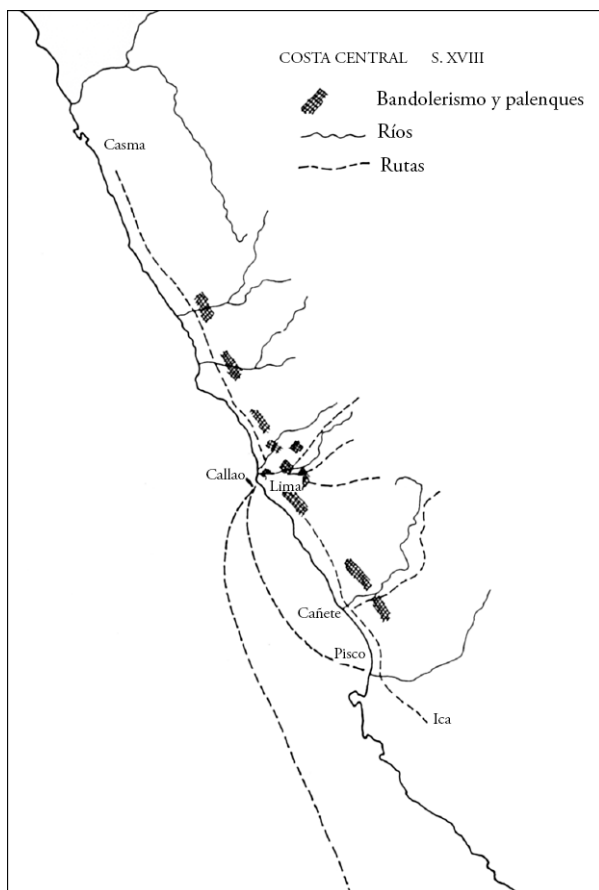 COSTA CENTRAL S. XVIII
Bandolerismo y palenques
Ríos
Rutas
Casma
Callao
Lima
Cañete
Pisco
Ica